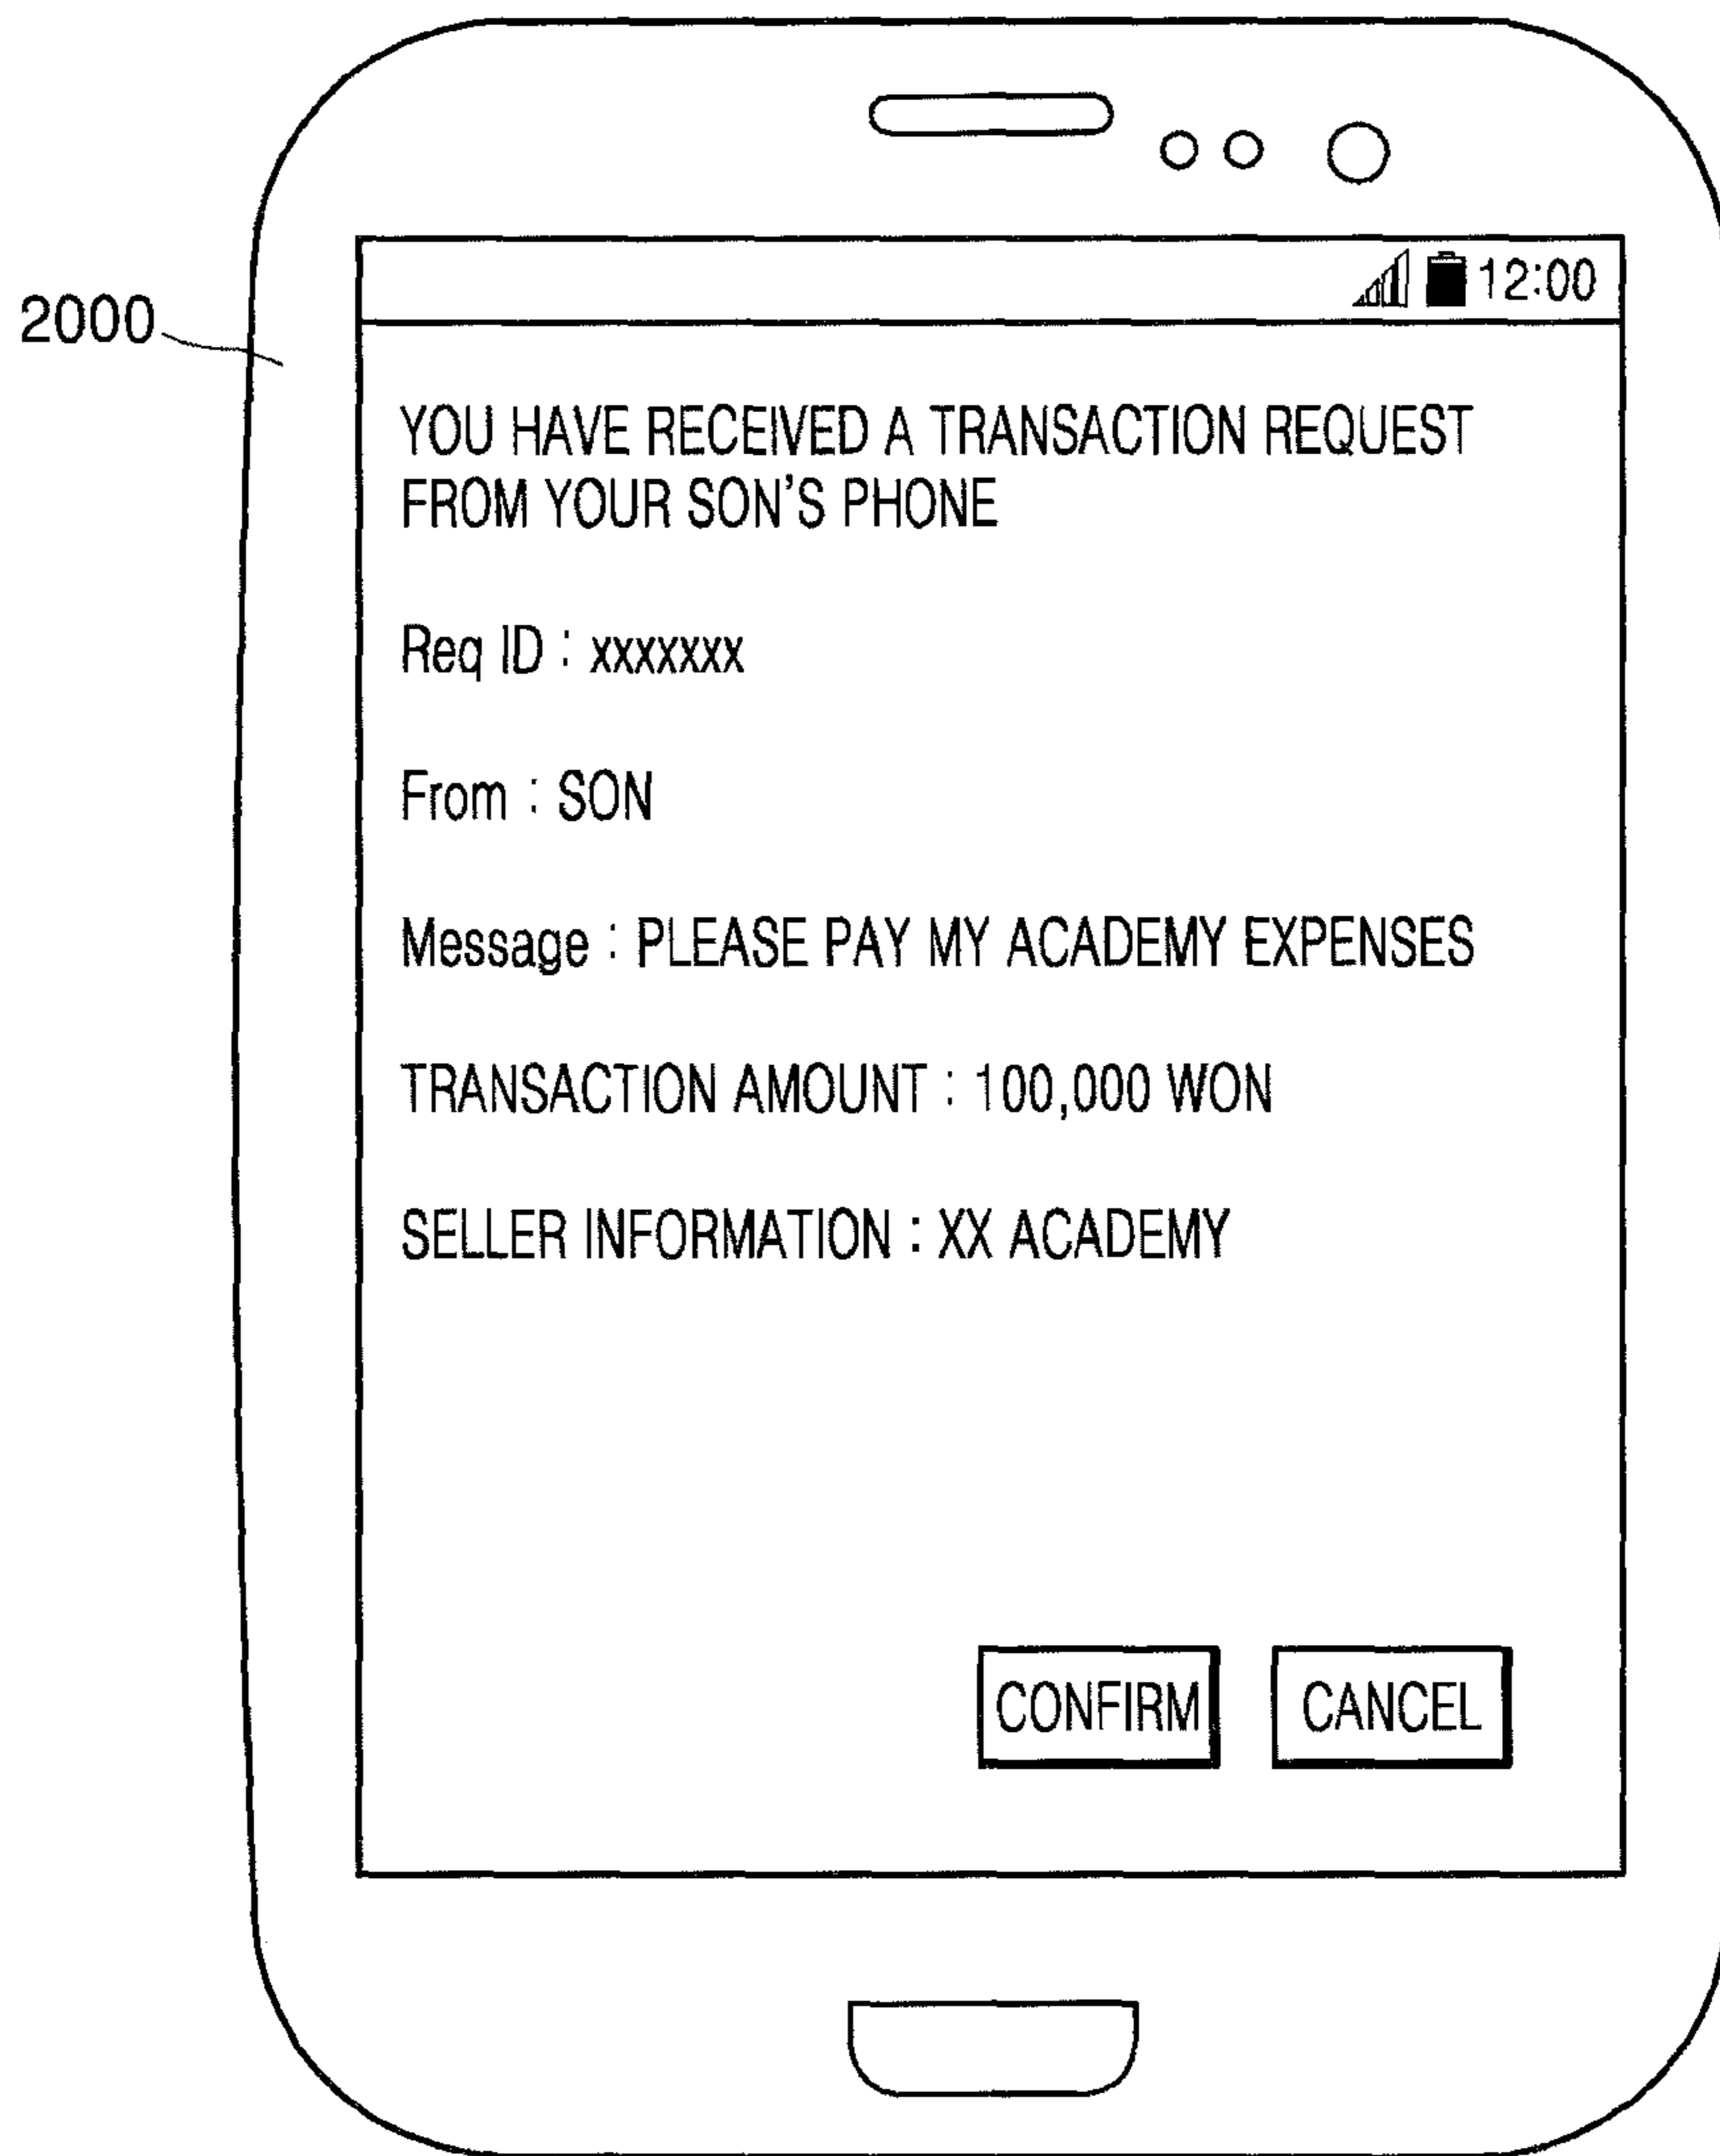 12:00
2000
YOU HAVE RECEIVED A TRANSACTION REQUEST
FROM YOUR SON'S PHONE
Req ID : xxxxxxx
From : SON
Message : PLEASE PAY MY ACADEMY EXPENSES
TRANSACTION AMOUNT : 100,000 WON
SELLER INFORMATION : XX ACADEMY
CONFIRM CANCEL